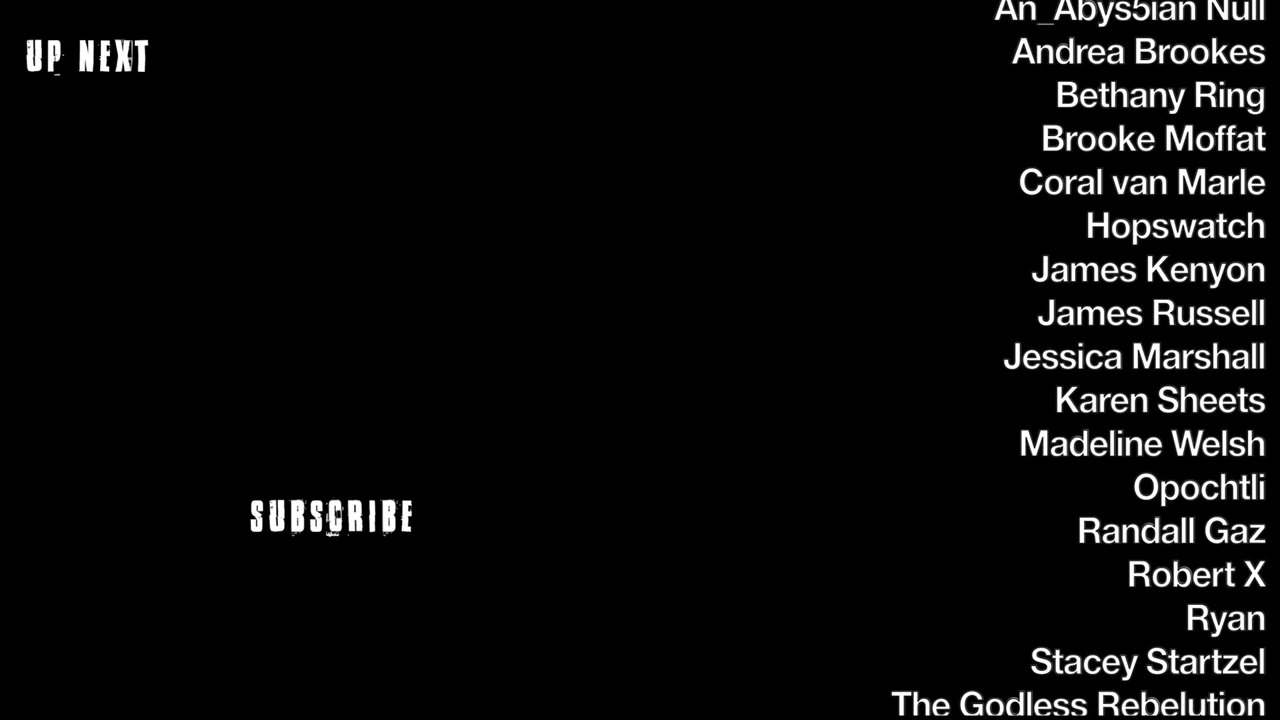 UP NEXT
SUBSCRIBE
An_Abys5ian Null
Andrea Brookes
Bethany Ring
Brooke Moffat
Coral van Marle
Hopswatch
James Kenyon
James Russell
Jessica Marshall
Karen Sheets
Madeline Welsh
Opochtli
Randall Gaz
Robert X
Ryan
Stacey Startzel
The Godless Rebelution